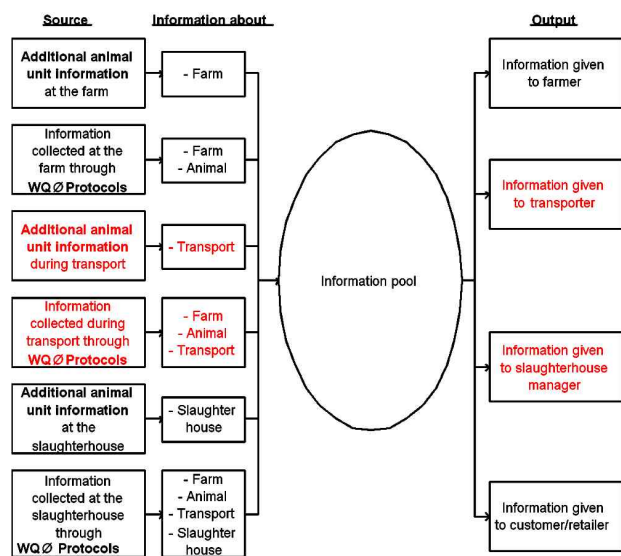 Source
Information about
Output
Additional animal
unit information
at the farm
- Farm
Information given
to farmer
Information
collected at the
farm through
WQØ Protocols
- Farm
- Animal
Information given
to transporter
Additional animal
unit information
during transport
- Transport
Information pool
Information
collected during
transport through
WQØ Protocols
- Farm
- Animal
- Transport
Information given
to slaughterhouse
manager
Additional animal
unit information
at the
slaughterhouse
- Slaughter
house
Information
collected at the
slaughterhouse
through
WQØ Protocols
- Farm
- Animal
- Transport
- Slaughter
house
Information given
to customer/retailer